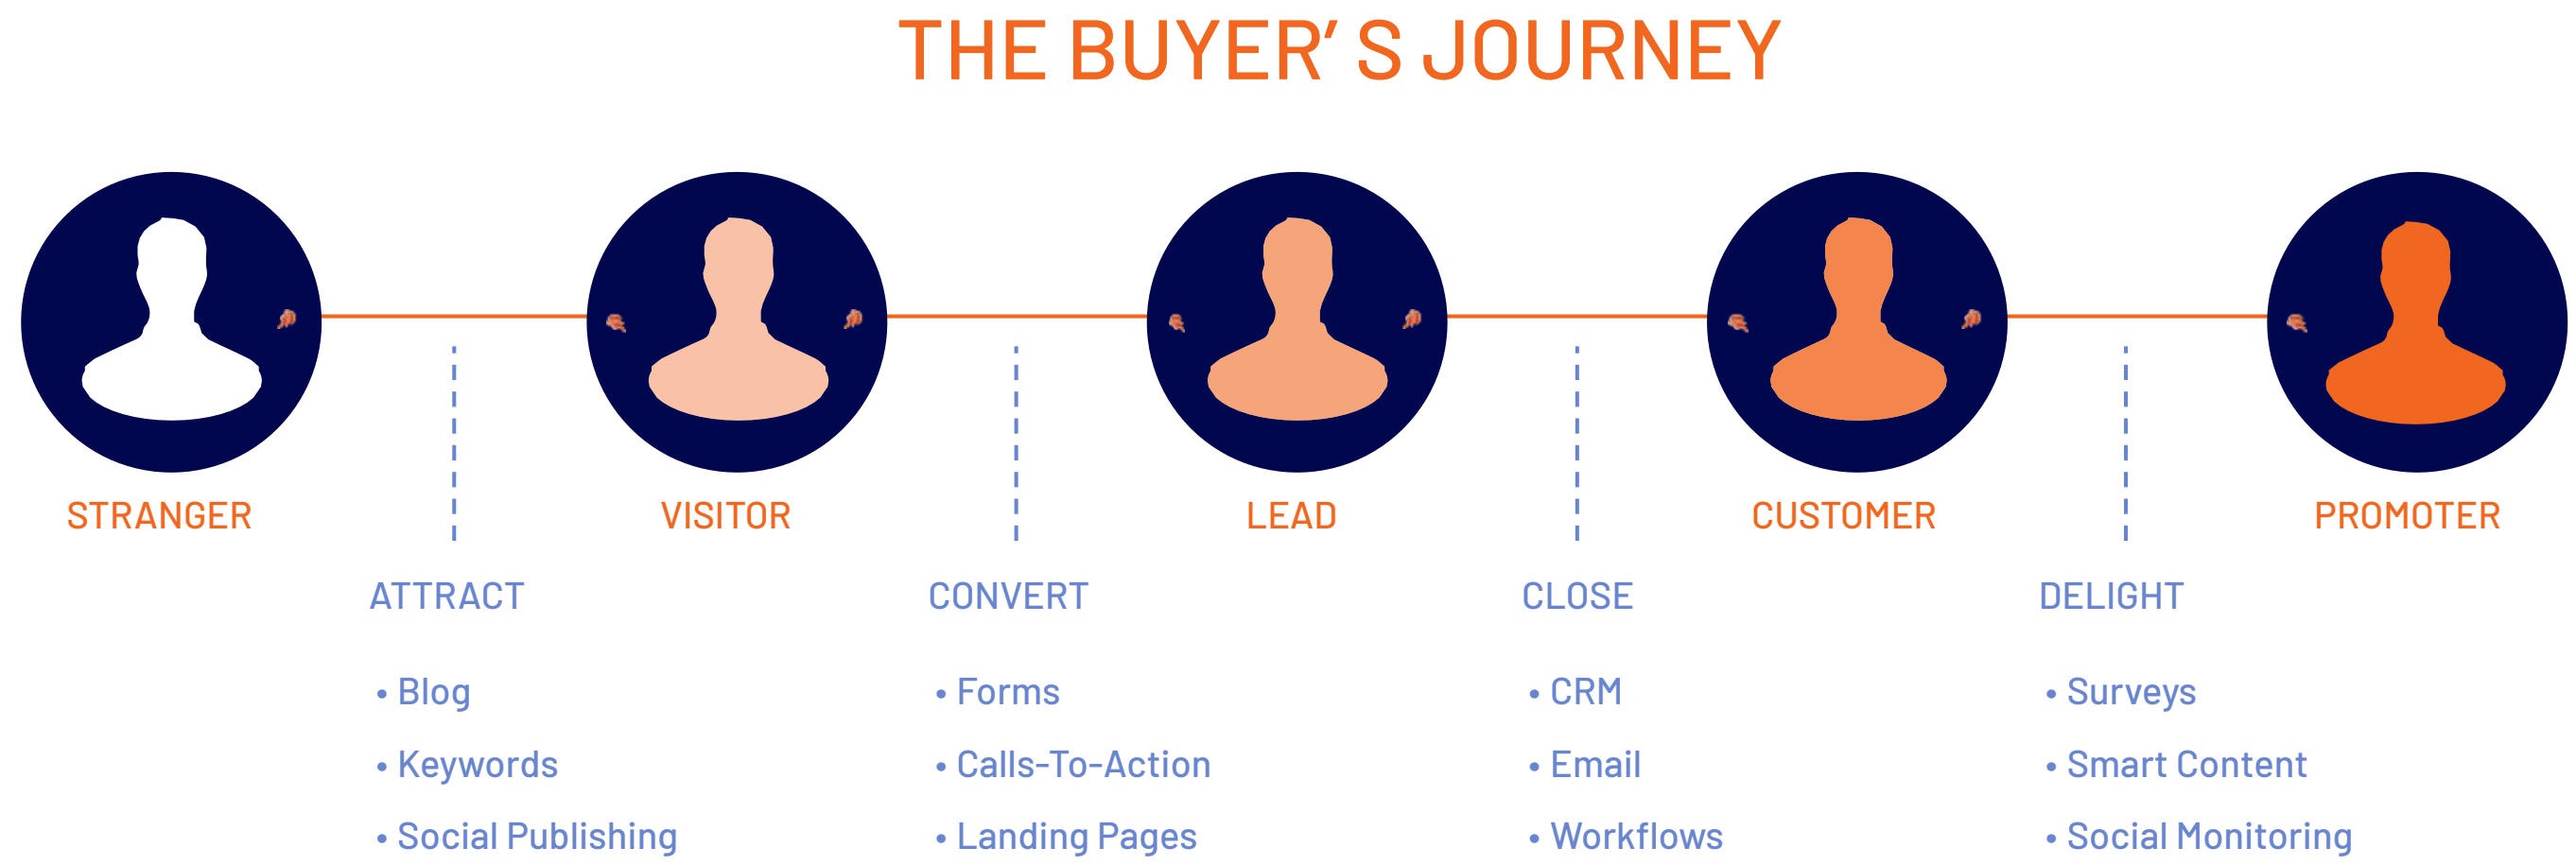 THE BUYER’ S JOURNEY
STRANGER
VISITOR
LEAD
CUSTOMER
PROMOTER
ATTRACT
• Blog
• Keywords
• Social Publishing
CONVERT
• Forms
• Calls-To-Action
• Landing Pages
CLOSE
• CRM
• Email
• Workflows
DELIGHT
• Surveys
• Smart Content
• Social Monitoring